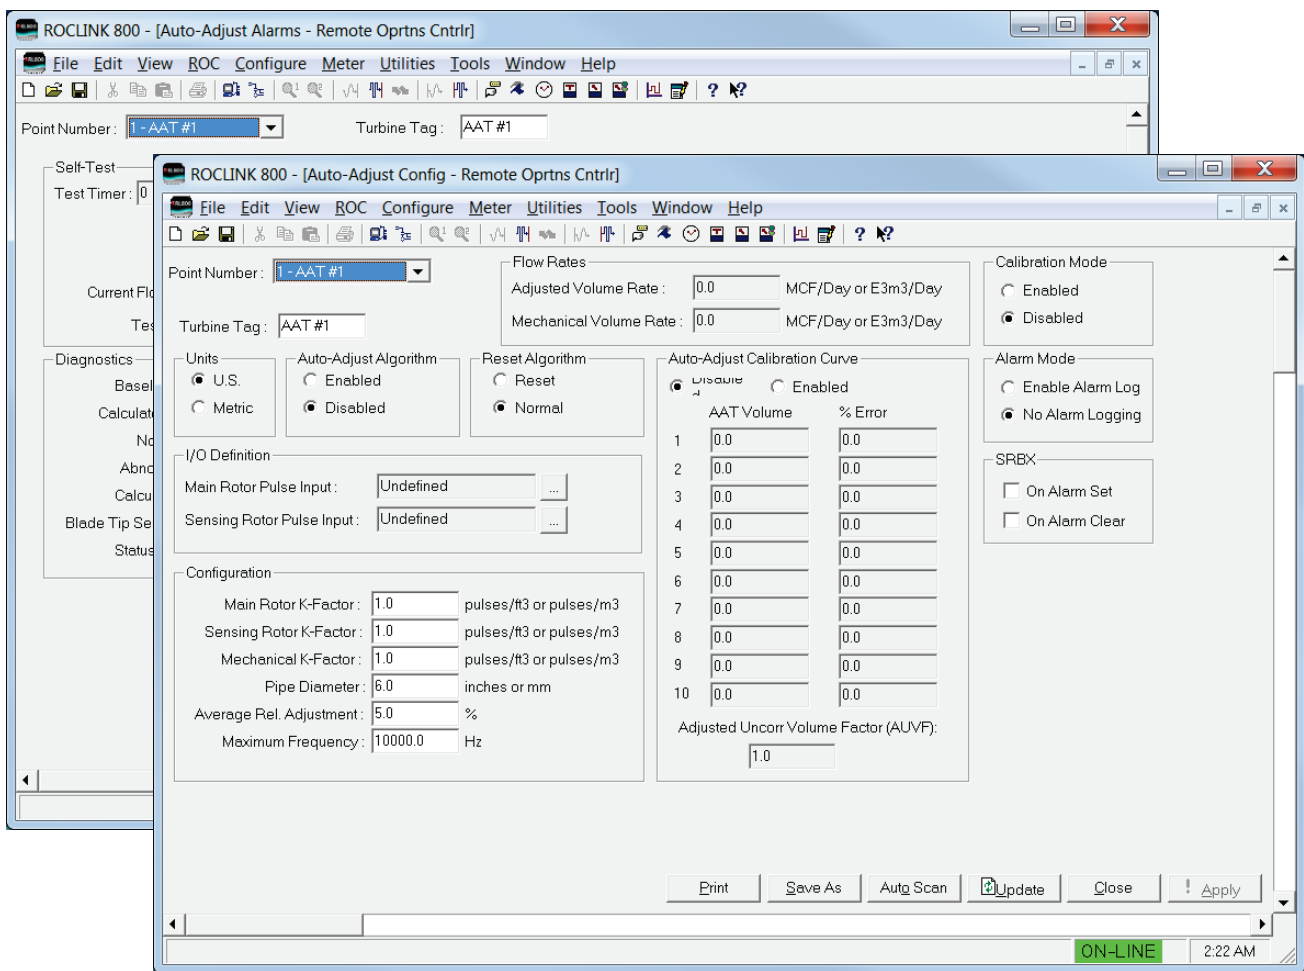 ROCLINK 800 - [Auto-Adjust Alarms - Remote Oprtns Cntrlr]
File Edit View ROC Configure Meter Utilities Tools Window Help
Point Number : 1 - AAT #1 Turbine Tag : AAT #1
Self-Test
Test Timer : 0
Current Flo
Tes
Diagnostics
Basel
Calculat
No
Abno
Calcu
Blade Tip Se
Status
ROCLINK 800 - [Auto-Adjust Config - Remote Oprtns Cntrlr]
File Edit View ROC Configure Meter Utilities Tools Window Help
Point Number : 1 - AAT #1
Turbine Tag : AAT #1
Flow Rates
Adjusted Volume Rate : 0.0 MCF/Day or E3m3/Day
Mechanical Volume Rate : 0.0 MCF/Day or E3m3/Day
Calibration Mode
Enabled
Disabled
Units
U.S.
Metric
Auto-Adjust Algorithm
Enabled
Disabled
Reset Algorithm
Reset
Normal
Auto-Adjust Calibration Curve
Disable Enabled
AAT Volume % Error
1 0.0 0.0
2 0.0 0.0
3 0.0 0.0
4 0.0 0.0
5 0.0 0.0
6 0.0 0.0
7 0.0 0.0
8 0.0 0.0
9 0.0 0.0
10 0.0 0.0
Adjusted Uncorr Volume Factor (AUVF):
1.0
Alarm Mode
Enable Alarm Log
No Alarm Logging
SRBX
On Alarm Set
On Alarm Clear
I/O Definition
Main Rotor Pulse Input : Undefined ...
Sensing Rotor Pulse Input : Undefined ...
Configuration
Main Rotor K-Factor : 1.0 pulses/ft3 or pulses/m3
Sensing Rotor K-Factor : 1.0 pulses/ft3 or pulses/m3
Mechanical K-Factor : 1.0 pulses/ft3 or pulses/m3
Pipe Diameter : 6.0 inches or mm
Average Rel. Adjustment : 5.0 %
Maximum Frequency : 10000.0 Hz
Print Save As Auto Scan Update Close ! Apply
ON-LINE 2:22 AM